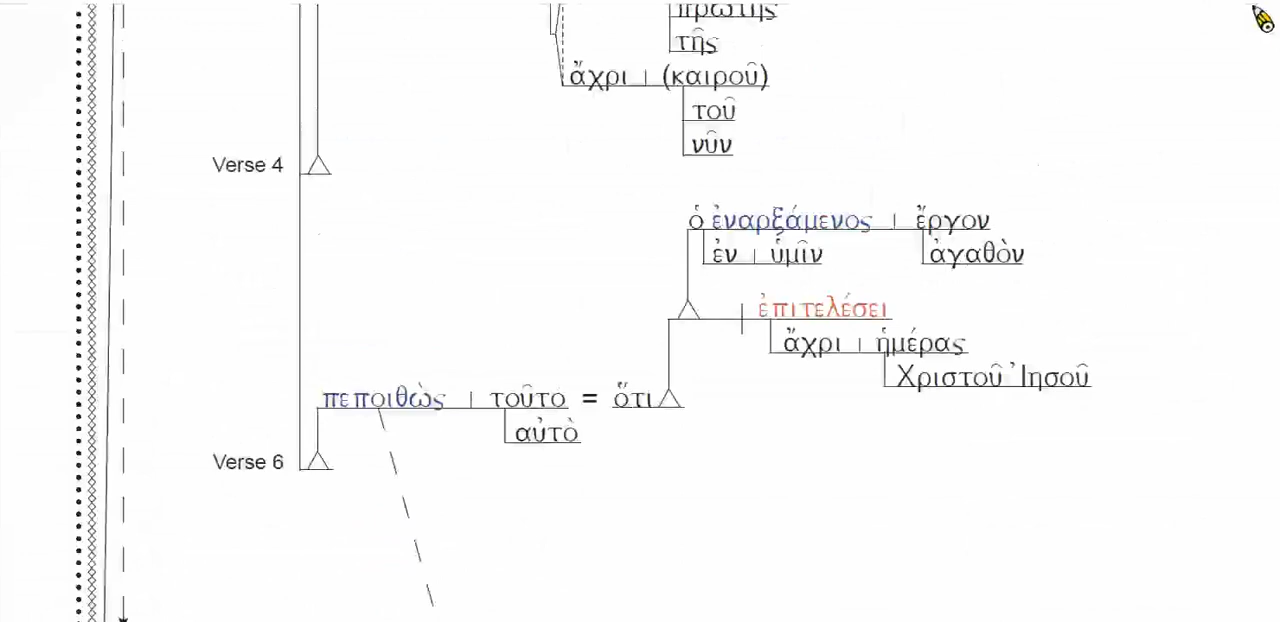 πρώτης
τῆς
ἄχρι (καιροῦ)
τοῦ
νῦν
Verse 4
ὁ ἐναρξάμενος ἔργον
ἐν ὑμῖν ἀγαθὸν
ἐπιτελέσει
ἄχρι ἡμέρας
Χριστοῦ Ἰησοῦ
πεποιθὼς τοῦτο = ὅτι
αὐτὸ
Verse 6